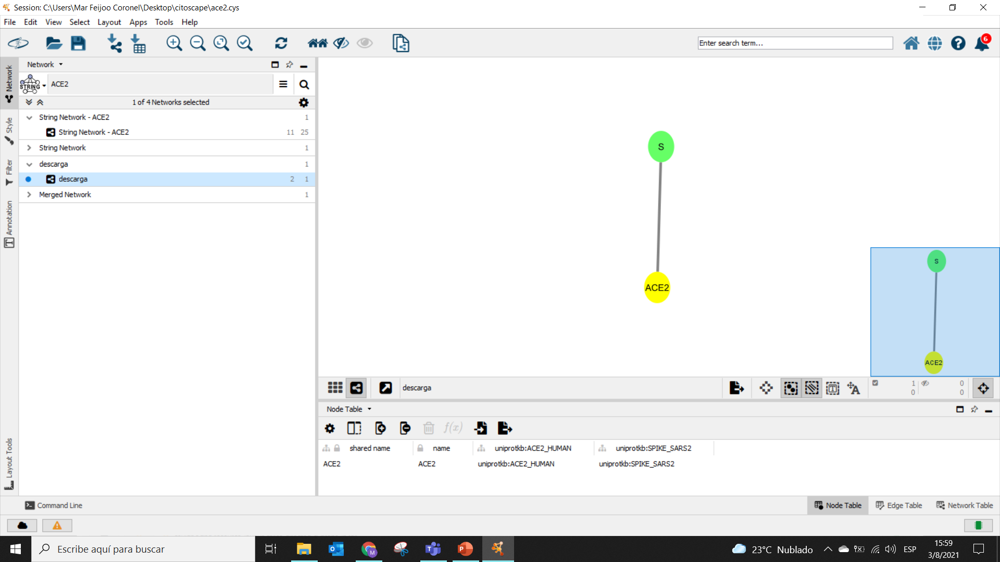 Session: C:\Users\Mar Feijoo Coronel\Desktop\citoscape\ace2.cys
File Edit View Select Layout Apps Tools Help
Enter search term...
6
Network
Style
Filter
Annotation
Layout Tools
Network
STRING ACE2
1 of 4 Networks selected
String Network - ACE2 1
String Network - ACE2 11 25
String Network 1
descarga 1
descarga 2 1
Merged Network 1
S
ACE2
S
ACE2
descarga
1 0
0 0
Node Table
f(x)
shared name name uniprotkb:ACE2_HUMAN uniprotkb:SPIKE_SARS2
ACE2 ACE2 uniprotkb:ACE2_HUMAN uniprotkb:SPIKE_SARS2
Command Line
Node Table Edge Table Network Table
Escribe aquí para buscar
23°C Nublado
ESP
15:59
3/8/2021